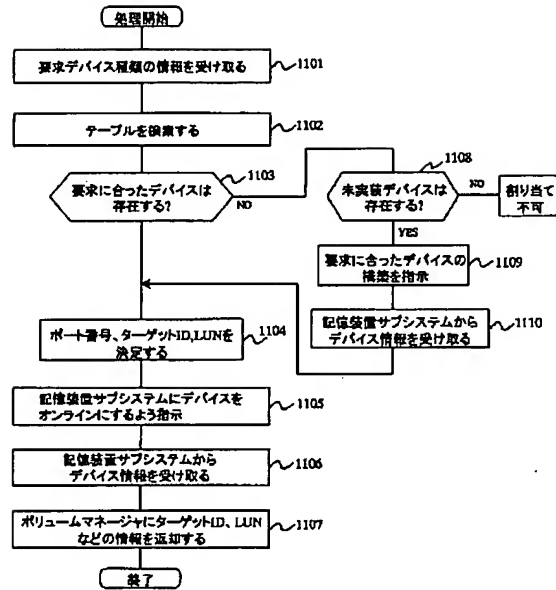 処理開始
要求デバイス種類の情報を受け取る
1101
テーブルを検索する
1102
要求に合ったデバイスは
存在する?
1103
NO
未実装デバイスは
存在する?
1108
NO
割り当て
不可
YES
要求に合ったデバイスの
構築を指示
1109
記憶装置サブシステムから
デバイス情報を受け取る
1110
ポート番号、ターゲットID,LUNを
決定する
1104
記憶装置サブシステムにデバイスを
オンラインにするよう指示
1105
記憶装置サブシステムから
デバイス情報を受け取る
1106
ボリュームマネージャにターゲットID、LUN
などの情報を返却する
1107
終了